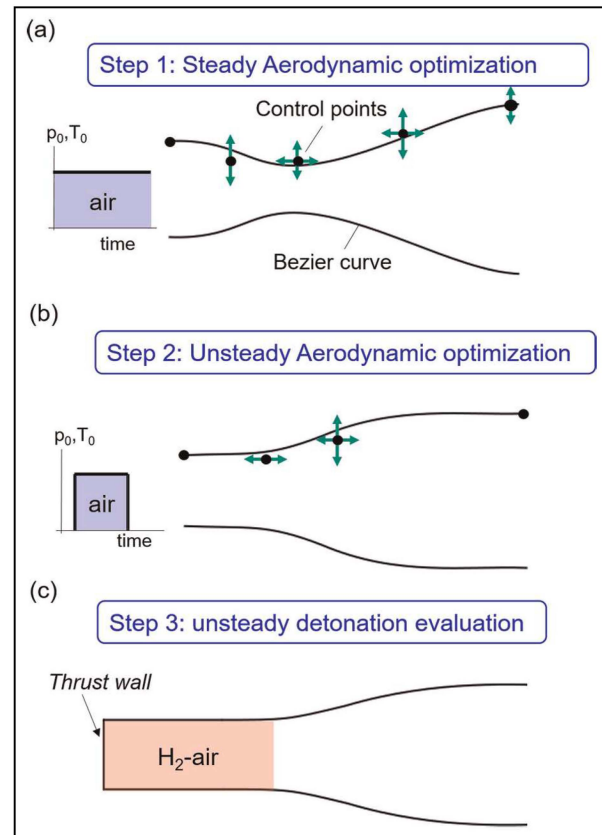 (a)
Step 1: Steady Aerodynamic optimization
Control points
p₀,T₀
air
time
Bezier curve
(b)
Step 2: Unsteady Aerodynamic optimization
p₀,T₀
air
time
(c)
Step 3: unsteady detonation evaluation
Thrust wall
H₂-air